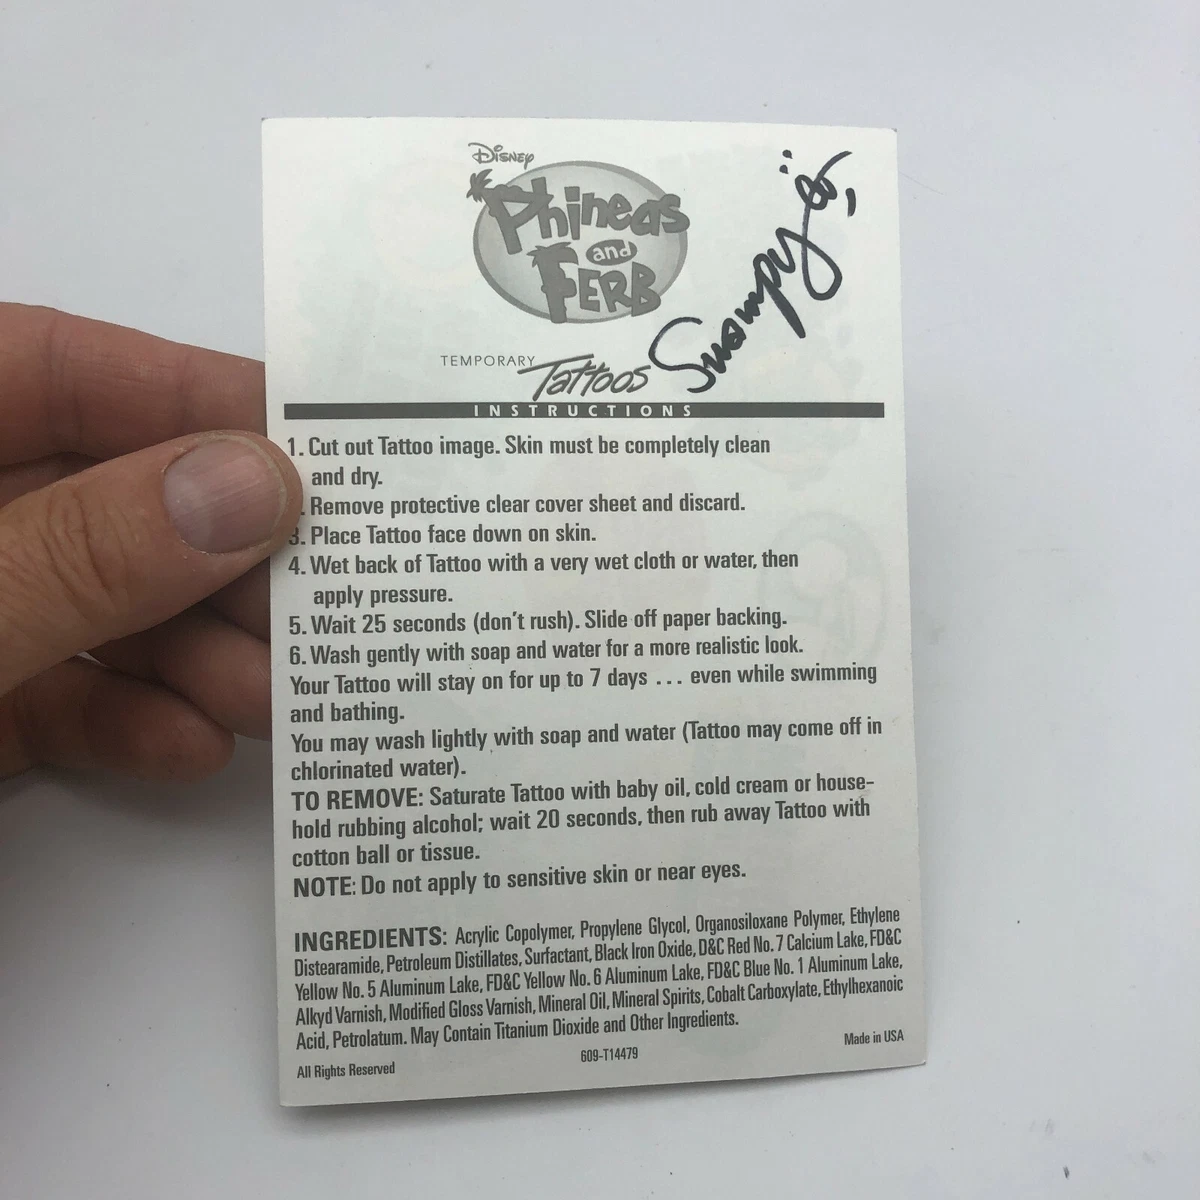 Disney
Phineas
and
Ferb
Swampy
TEMPORARY Tattoos
INSTRUCTIONS
1. Cut out Tattoo image. Skin must be completely clean
and dry.
. Remove protective clear cover sheet and discard.
3. Place Tattoo face down on skin.
4. Wet back of Tattoo with a very wet cloth or water, then
apply pressure.
5. Wait 25 seconds (don't rush). Slide off paper backing.
6. Wash gently with soap and water for a more realistic look.
Your Tattoo will stay on for up to 7 days ... even while swimming
and bathing.
You may wash lightly with soap and water (Tattoo may come off in
chlorinated water).
TO REMOVE: Saturate Tattoo with baby oil, cold cream or house-
hold rubbing alcohol; wait 20 seconds, then rub away Tattoo with
cotton ball or tissue.
NOTE: Do not apply to sensitive skin or near eyes.
INGREDIENTS: Acrylic Copolymer, Propylene Glycol, Organosiloxane Polymer, Ethylene
Distearamide, Petroleum Distillates, Surfactant, Black Iron Oxide, D&C Red No. 7 Calcium Lake, FD&C
Yellow No. 5 Aluminum Lake, FD&C Yellow No. 6 Aluminum Lake, FD&C Blue No. 1 Aluminum Lake,
Alkyd Varnish, Modified Gloss Varnish, Mineral Oil, Mineral Spirits, Cobalt Carboxylate, Ethylhexanoic
Acid, Petrolatum. May Contain Titanium Dioxide and Other Ingredients.
All Rights Reserved
609-T14479
Made in USA